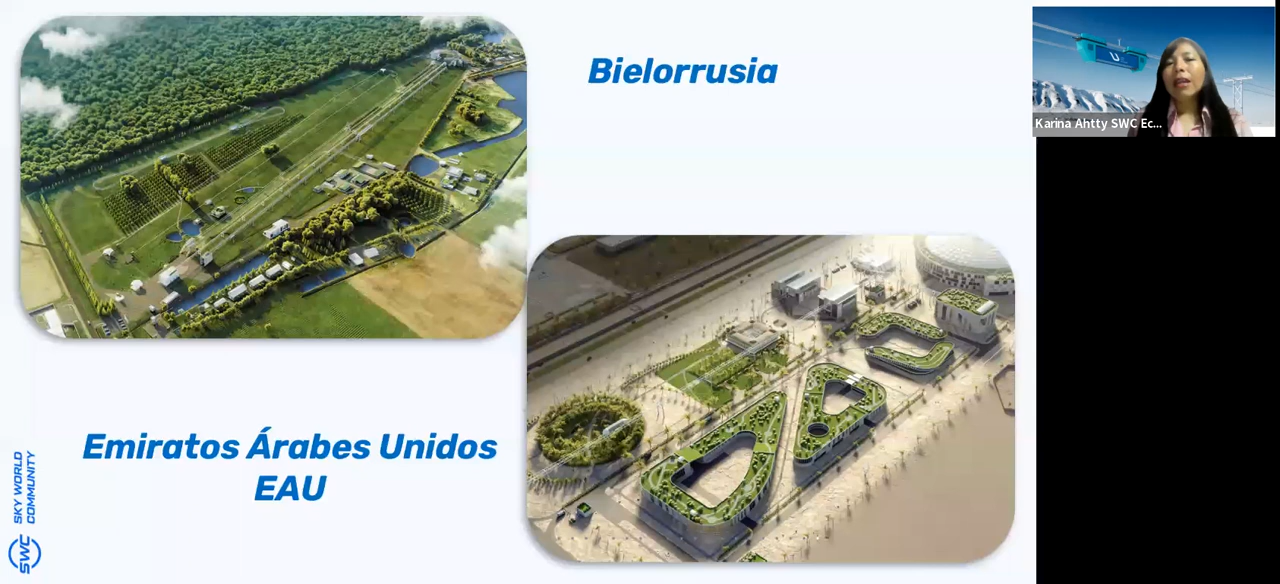 Bielorrusia
Karina Ahtty SWC Ec...
Emiratos Árabes Unidos
EAU
SKY WORLD
COMMUNITY
SWC
U